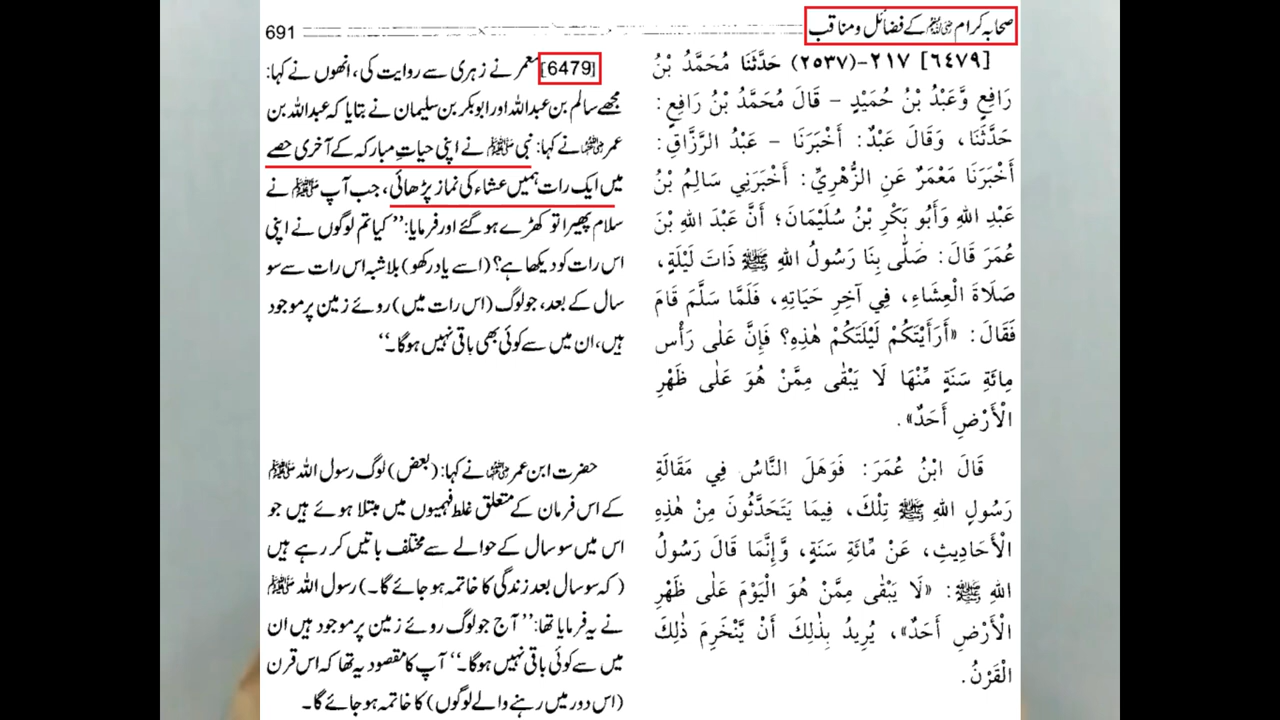 صحابہ کرام رضی اللہ عنہم کے فضائل و مناقب
691
[٦٤٧٩] ٢١٧-(٢٥٣٧) حَدَّثَنَا مُحَمَّدُ بْنُ
رَافِعٍ وَّعَبْدُ بْنُ حُمَيْدٍ - قَالَ مُحَمَّدُ بْنُ رَافِعٍ:
حَدَّثَنَا، وَقَالَ عَبْدٌ: أَخْبَرَنَا - عَبْدُ الرَّزَّاقِ:
أَخْبَرَنَا مَعْمَرٌ عَنِ الزُّهْرِيِّ: أَخْبَرَنِي سَالِمُ بْنُ
عَبْدِ اللهِ وَأَبُو بَكْرِ بْنُ سُلَيْمَانَ؛ أَنَّ عَبْدَ اللهِ بْنَ
عُمَرَ قَالَ: صَلّٰى بِنَا رَسُولُ اللهِ ﷺ ذَاتَ لَيْلَةٍ،
صَلَاةَ الْعِشَاءِ، فِي آخِرِ حَيَاتِهِ، فَلَمَّا سَلَّمَ قَامَ
فَقَالَ: «أَرَأَيْتَكُمْ لَيْلَتَكُمْ هٰذِهِ؟ فَإِنَّ عَلٰى رَأْسِ
مِائَةِ سَنَةٍ مِّنْهَا لَا يَبْقٰى مِمَّنْ هُوَ عَلٰى ظَهْرِ
الْأَرْضِ أَحَدٌ».
قَالَ ابْنُ عُمَرَ: فَوَهَلَ النَّاسُ فِي مَقَالَةِ
رَسُولِ اللهِ ﷺ تِلْكَ، فِيمَا يَتَحَدَّثُونَ مِنْ هٰذِهِ
الْأَحَادِيثِ، عَنْ مِّائَةِ سَنَةٍ، وَّإِنَّمَا قَالَ رَسُولُ
اللهِ ﷺ: «لَا يَبْقٰى مِمَّنْ هُوَ الْيَوْمَ عَلٰى ظَهْرِ
الْأَرْضِ أَحَدٌ»، يُرِيدُ بِذٰلِكَ أَنْ يَّنْخَرِمَ ذٰلِكَ
الْقَرْنُ.
[6479] معمر نے زہری سے روایت کی، انھوں نے کہا:
مجھے سالم بن عبداللہ اور ابوبکر بن سلیمان نے بتایا کہ عبداللہ بن
عمر رضی اللہ عنہما نے کہا: نبی ﷺ نے اپنی حیاتِ مبارکہ کے آخری حصے
میں ایک رات ہمیں عشاء کی نماز پڑھائی، جب آپ ﷺ نے
سلام پھیرا تو کھڑے ہو گئے اور فرمایا: ”کیا تم لوگوں نے اپنی
اس رات کو دیکھا ہے؟ (اسے یاد رکھو) بلاشبہ اس رات سے سو
سال کے بعد، جو لوگ (اس رات میں) روئے زمین پر موجود
ہیں، ان میں سے کوئی بھی باقی نہیں ہوگا۔“
حضرت ابن عمر رضی اللہ عنہما نے کہا: (بعض) لوگ رسول اللہ ﷺ
کے اس فرمان کے متعلق غلط فہمیوں میں مبتلا ہوئے ہیں جو
اس میں سو سال کے حوالے سے مختلف باتیں کر رہے ہیں
(کہ سو سال بعد زندگی کا خاتمہ ہو جائے گا۔) رسول اللہ ﷺ
نے یہ فرمایا تھا: ”آج جو لوگ روئے زمین پر موجود ہیں ان
میں سے کوئی باقی نہیں ہوگا۔“ آپ کا مقصود یہ تھا کہ اس قرن
(اس دور میں رہنے والے لوگوں) کا خاتمہ ہو جائے گا۔